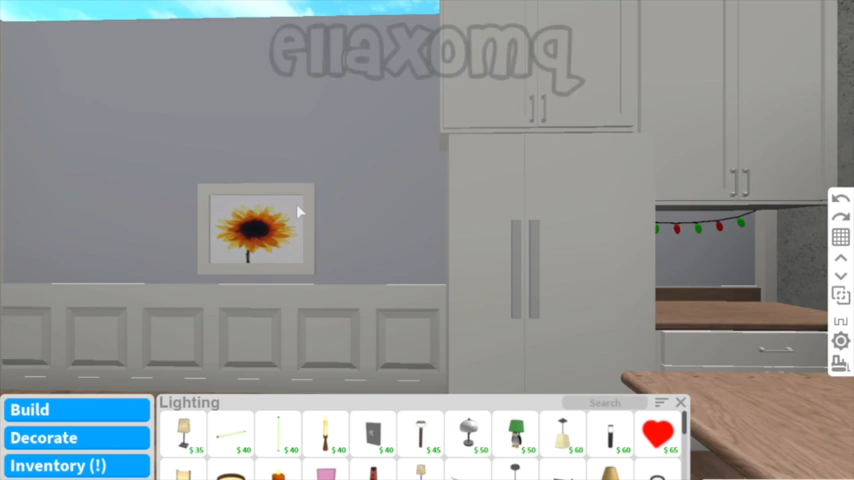 ellaxomq
Build
Decorate
Inventory (!)
Lighting
Search
$ 35
$ 40
$ 40
$ 40
$ 40
$ 45
$ 50
$ 50
$ 60
$ 60
$ 65